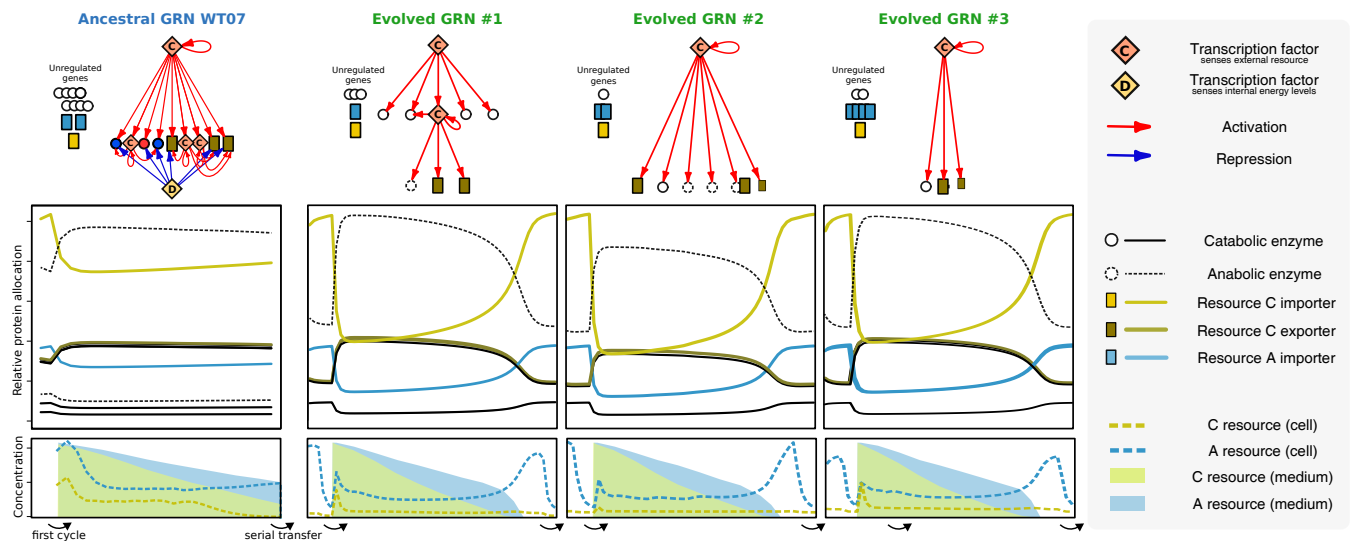 Ancestral GRN WT07
Evolved GRN #1
Evolved GRN #2
Evolved GRN #3
Unregulated
genes
C
C
C
C
D
Unregulated
genes
C
C
Unregulated
genes
C
Unregulated
genes
C
C
Transcription factor
senses external resource
D
Transcription factor
senses internal energy levels
Activation
Repression
Catabolic enzyme
Anabolic enzyme
Resource C importer
Resource C exporter
Resource A importer
C resource (cell)
A resource (cell)
C resource (medium)
A resource (medium)
Relative protein allocation
Concentration
first cycle
serial transfer